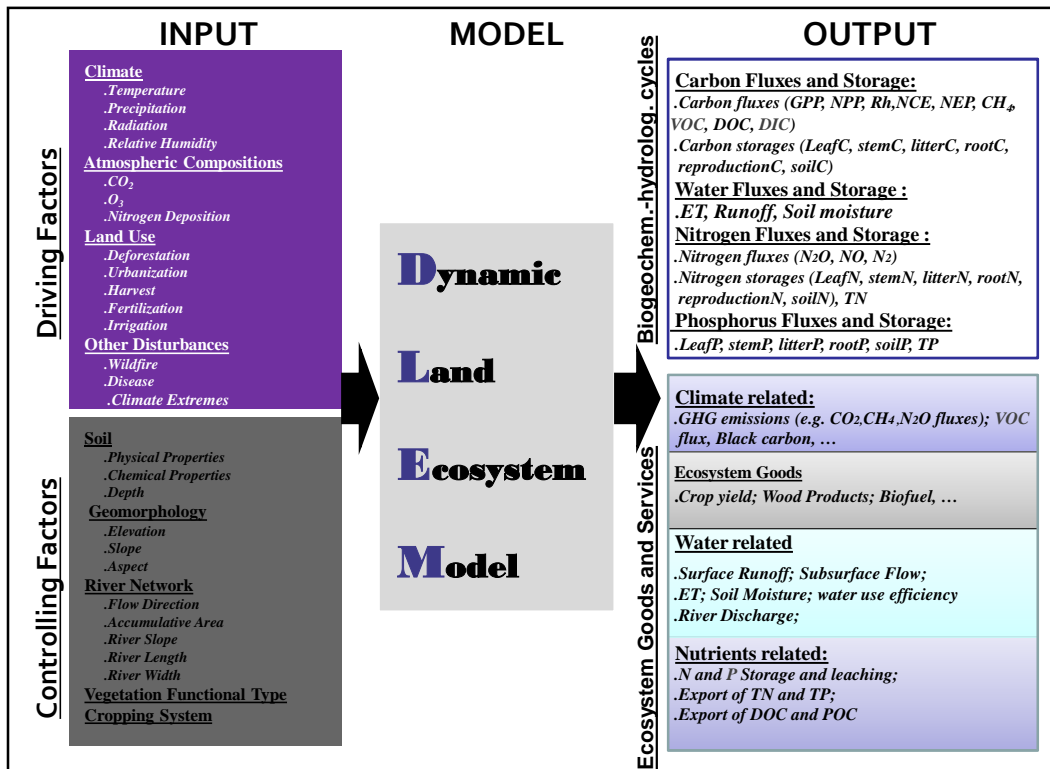 INPUT
MODEL
OUTPUT
Driving Factors
Climate
.Temperature
.Precipitation
.Radiation
.Relative Humidity
Atmospheric Compositions
.CO₂
.O₃
.Nitrogen Deposition
Land Use
.Deforestation
.Urbanization
.Harvest
.Fertilization
.Irrigation
Other Disturbances
.Wildfire
.Disease
.Climate Extremes
Controlling Factors
Soil
.Physical Properties
.Chemical Properties
.Depth
Geomorphology
.Elevation
.Slope
.Aspect
River Network
.Flow Direction
.Accumulative Area
.River Slope
.River Length
.River Width
Vegetation Functional Type
Cropping System
Dynamic
Land
Ecosystem
Model
Biogeochem.-hydrolog. cycles
Carbon Fluxes and Storage:
.Carbon fluxes (GPP, NPP, Rh,NCE, NEP, CH₄,
VOC, DOC, DIC)
.Carbon storages (LeafC, stemC, litterC, rootC,
reproductionC, soilC)
Water Fluxes and Storage :
.ET, Runoff, Soil moisture
Nitrogen Fluxes and Storage :
.Nitrogen fluxes (N₂O, NO, N₂)
.Nitrogen storages (LeafN, stemN, litterN, rootN,
reproductionN, soilN), TN
Phosphorus Fluxes and Storage:
.LeafP, stemP, litterP, rootP, soilP, TP
Ecosystem Goods and Services
Climate related:
.GHG emissions (e.g. CO₂,CH₄,N₂O fluxes); VOC
flux, Black carbon, …
Ecosystem Goods
.Crop yield; Wood Products; Biofuel, …
Water related
.Surface Runoff; Subsurface Flow;
.ET; Soil Moisture; water use efficiency
.River Discharge;
Nutrients related:
.N and P Storage and leaching;
.Export of TN and TP;
.Export of DOC and POC